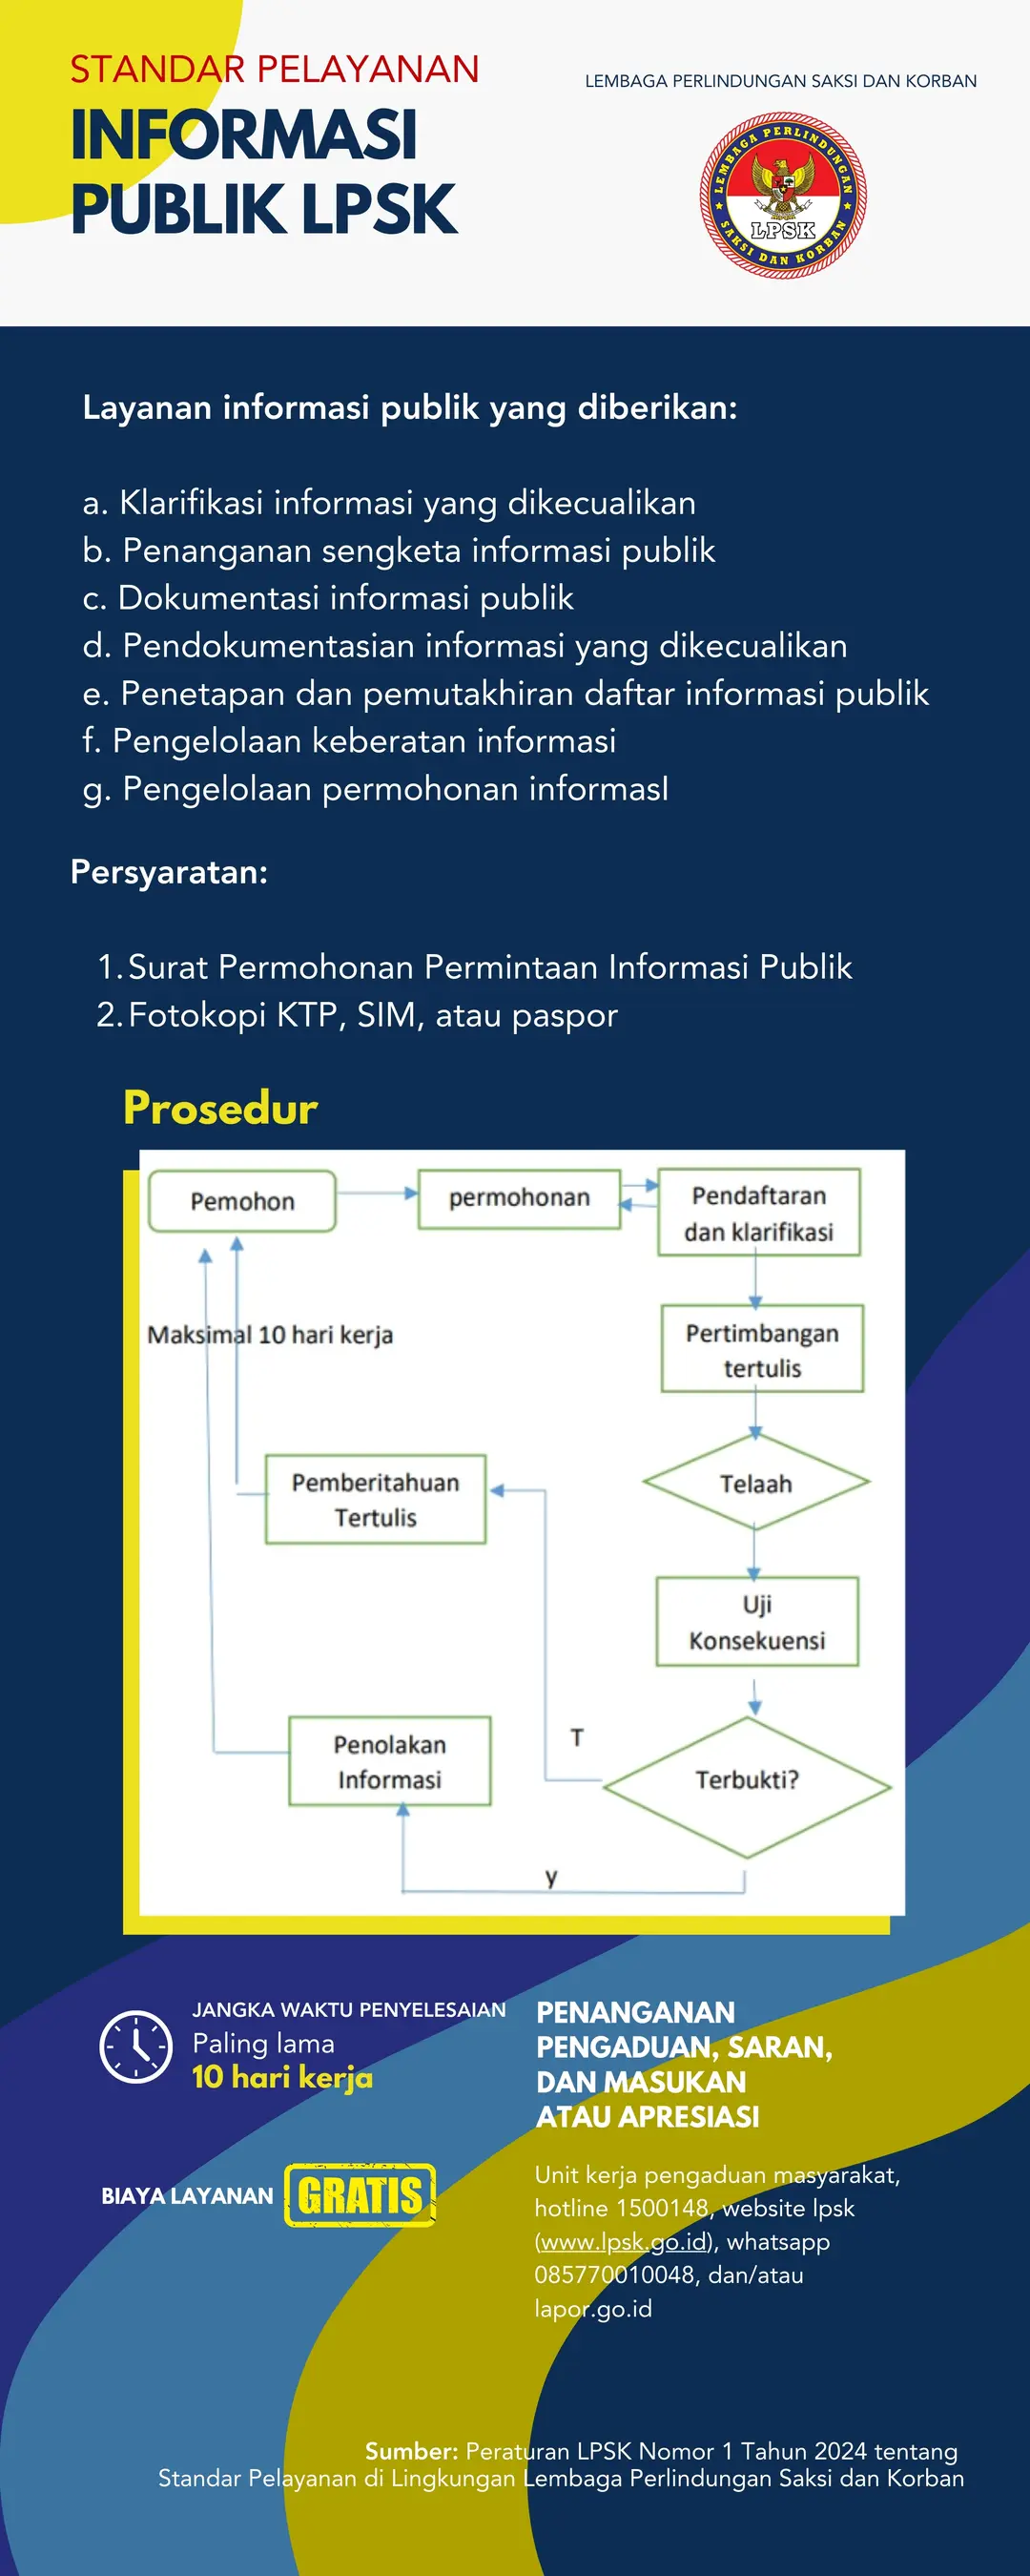 STANDAR PELAYANAN
INFORMASI
PUBLIK LPSK
LEMBAGA PERLINDUNGAN SAKSI DAN KORBAN
LEMBAGA PERLINDUNGAN
LPSK
SAKSI DAN KORBAN
Layanan informasi publik yang diberikan:
a. Klarifikasi informasi yang dikecualikan
b. Penanganan sengketa informasi publik
c. Dokumentasi informasi publik
d. Pendokumentasian informasi yang dikecualikan
e. Penetapan dan pemutakhiran daftar informasi publik
f. Pengelolaan keberatan informasi
g. Pengelolaan permohonan informasI
Persyaratan:
1. Surat Permohonan Permintaan Informasi Publik
2. Fotokopi KTP, SIM, atau paspor
Prosedur
Pemohon
permohonan
Pendaftaran
dan klarifikasi
Maksimal 10 hari kerja
Pertimbangan
tertulis
Telaah
Pemberitahuan
Tertulis
Uji
Konsekuensi
Penolakan
Informasi
T
Terbukti?
y
JANGKA WAKTU PENYELESAIAN
Paling lama
10 hari kerja
BIAYA LAYANAN
GRATIS
PENANGANAN
PENGADUAN, SARAN,
DAN MASUKAN
ATAU APRESIASI
Unit kerja pengaduan masyarakat,
hotline 1500148, website lpsk
(www.lpsk.go.id), whatsapp
085770010048, dan/atau
lapor.go.id
Sumber: Peraturan LPSK Nomor 1 Tahun 2024 tentang
Standar Pelayanan di Lingkungan Lembaga Perlindungan Saksi dan Korban